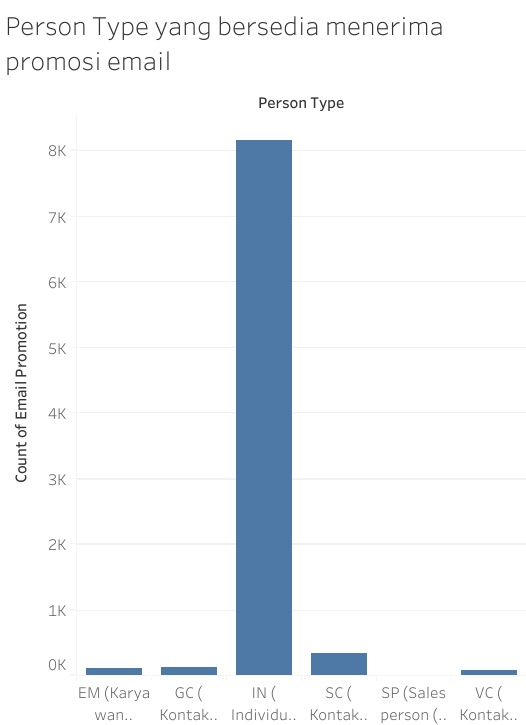 Person Type yang bersedia menerima
promosi email
Person Type
8K
7K
6K
5K
4K
3K
2K
1K
0K
Count of Email Promotion
EM (Karya
wan..
GC (
Kontak..
IN (
Individu..
SC (
Kontak..
SP (Sales
person (..
VC (
Kontak..